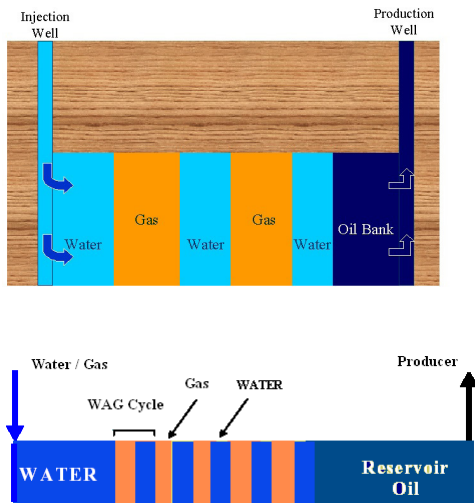 Injection
Well
Production
Well
Gas
Gas
Oil Bank
Water
Water
Water
Water / Gas
Producer
Gas
WATER
WAG Cycle
WATER
Reservoir
Oil